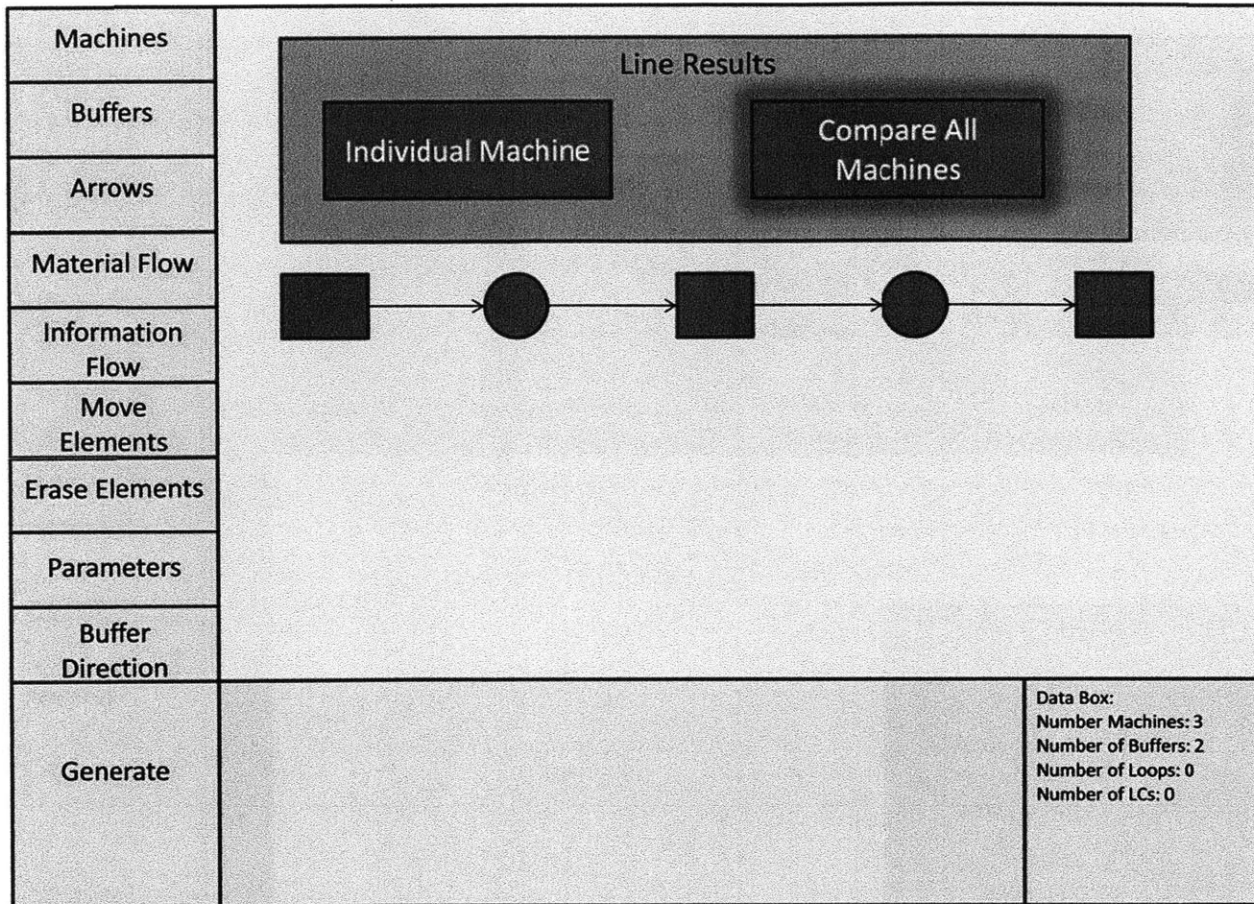 Machines
Buffers
Arrows
Material Flow
Information
Flow
Move
Elements
Erase Elements
Parameters
Buffer
Direction
Generate
Line Results
Individual Machine
Compare All
Machines
Data Box:
Number Machines: 3
Number of Buffers: 2
Number of Loops: 0
Number of LCs: 0